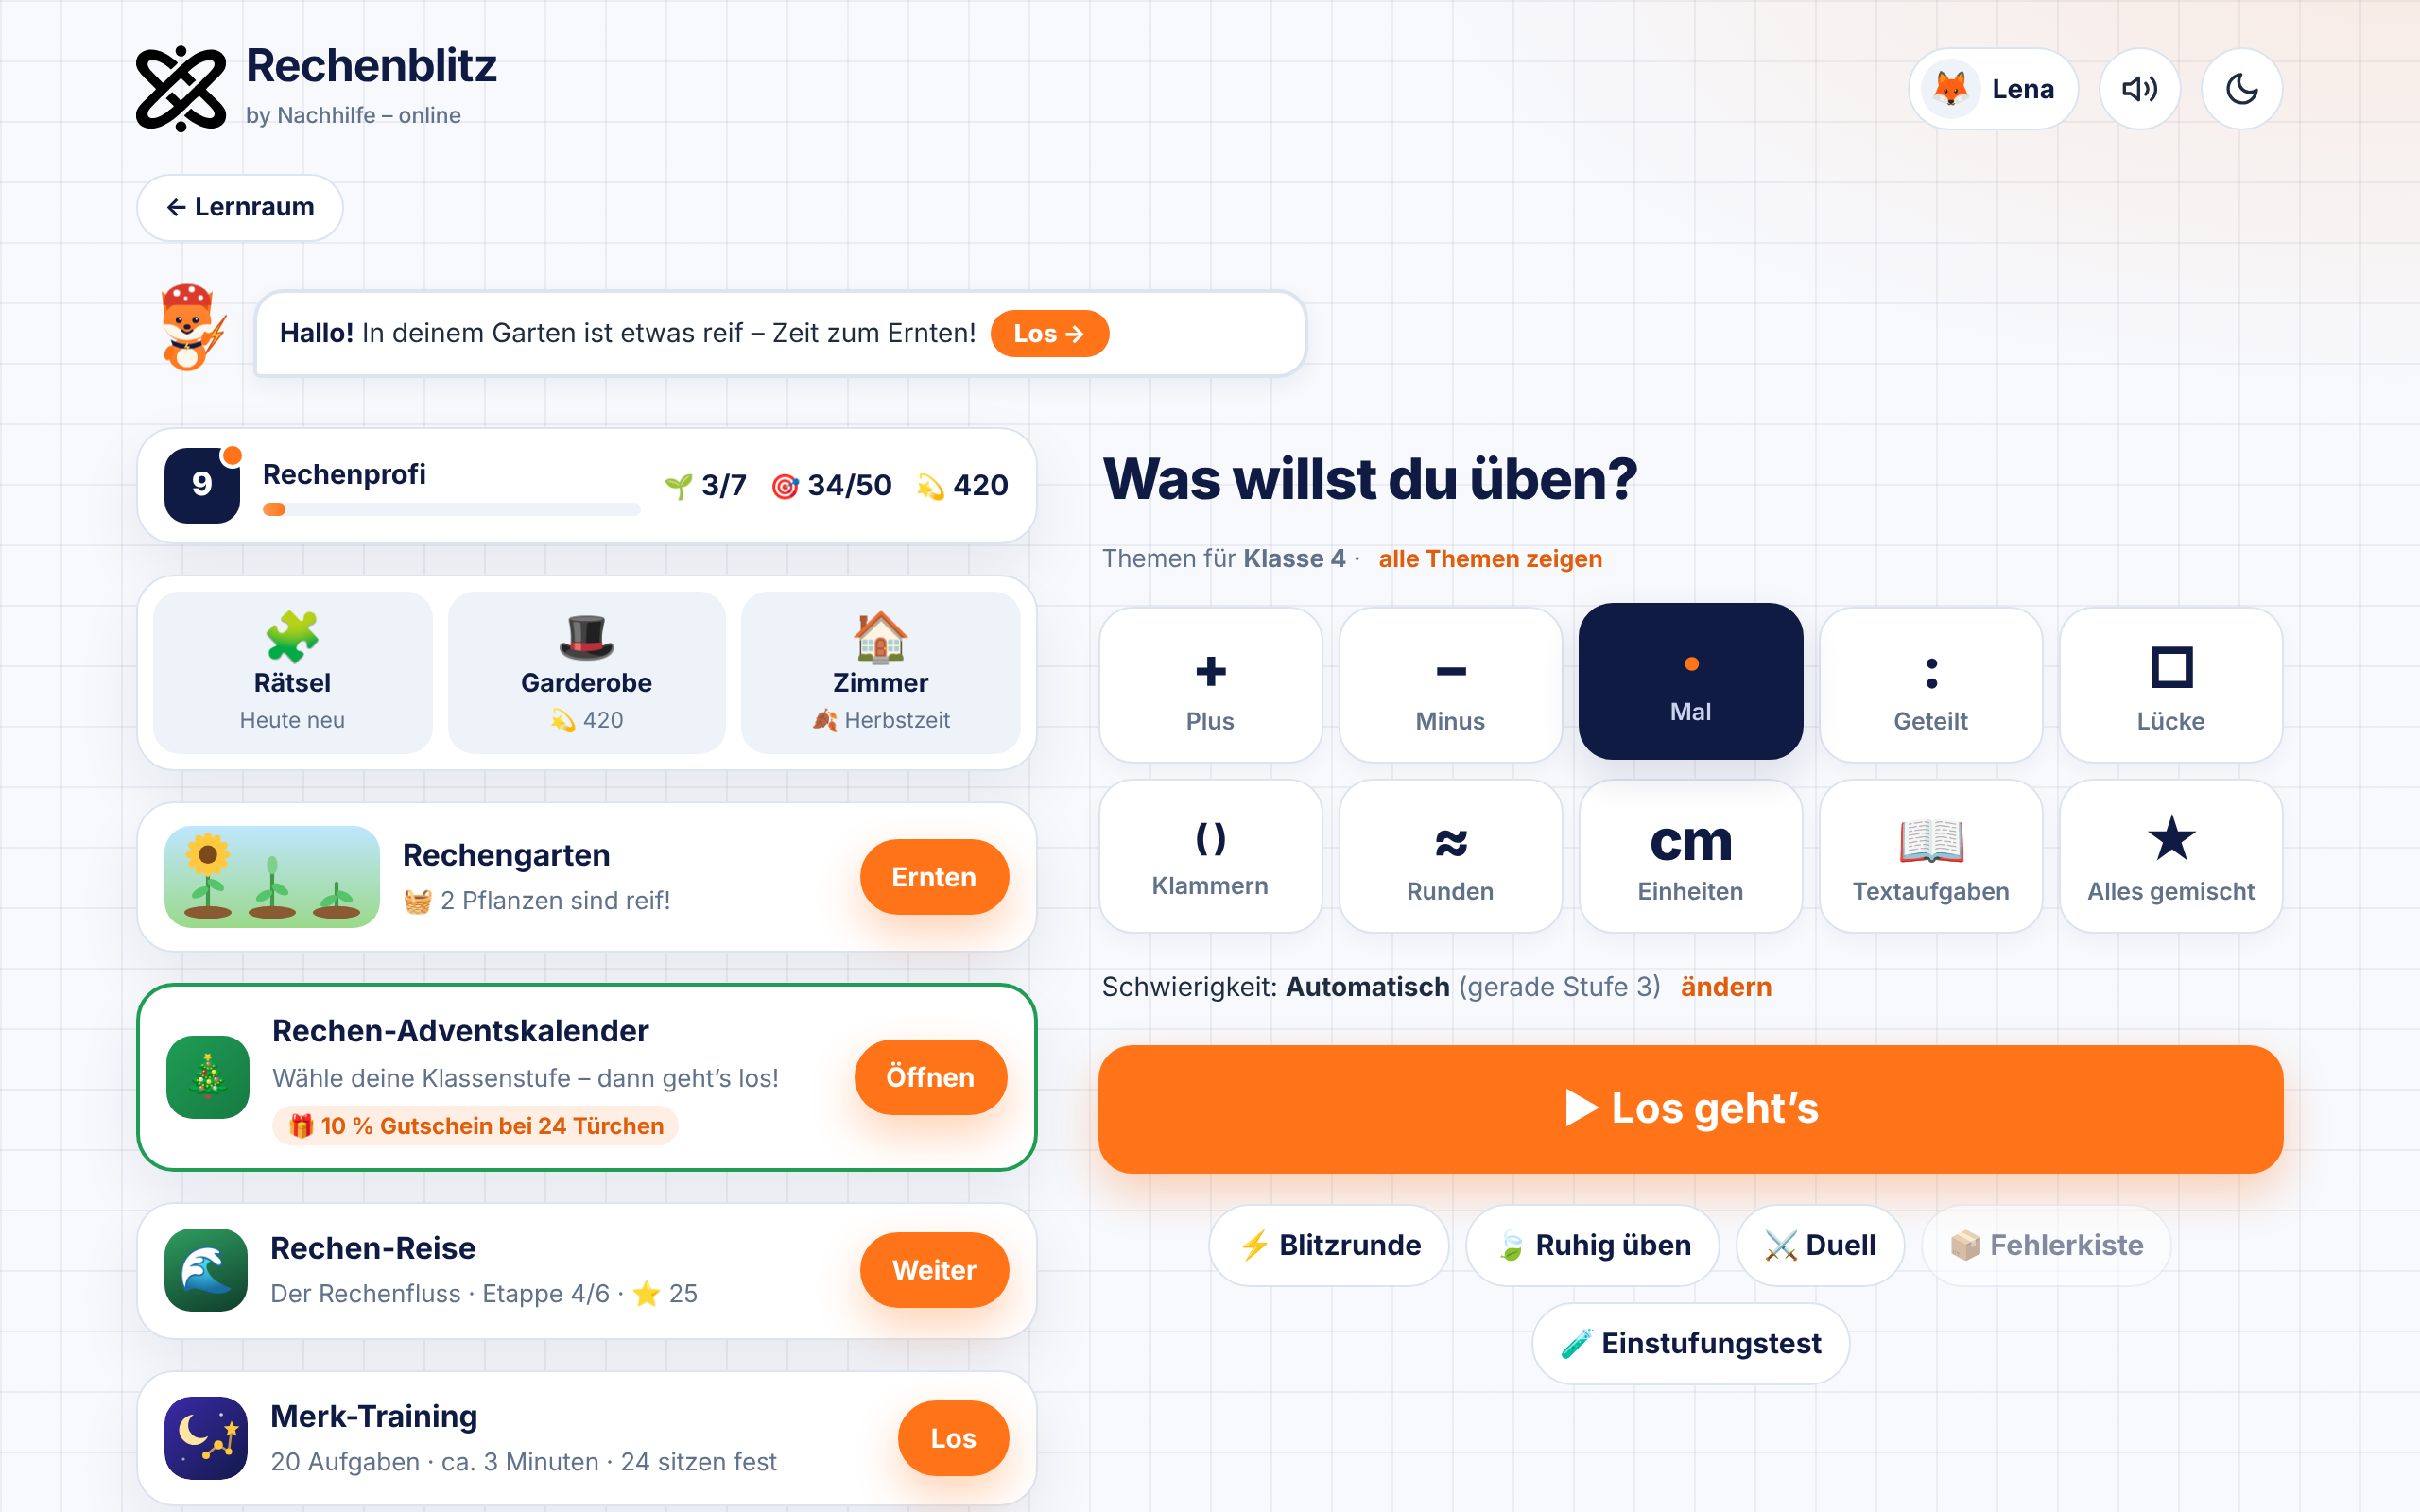 Rechenblitz
by Nachhilfe – online
Lena
← Lernraum
Hallo! In deinem Garten ist etwas reif – Zeit zum Ernten! Los →
9
Rechenprofi
3/7
34/50
420
Rätsel
Heute neu
Garderobe
420
Zimmer
Herbstzeit
Rechengarten
2 Pflanzen sind reif!
Ernten
Rechen-Adventskalender
Wähle deine Klassenstufe – dann geht’s los!
10 % Gutschein bei 24 Türchen
Öffnen
Rechen-Reise
Der Rechenfluss · Etappe 4/6 · ⭐ 25
Weiter
Merk-Training
20 Aufgaben · ca. 3 Minuten · 24 sitzen fest
Los
Was willst du üben?
Themen für Klasse 4 · alle Themen zeigen
+
Plus
−
Minus
·
Mal
:
Geteilt
□
Lücke
( )
Klammern
≈
Runden
cm
Einheiten
Textaufgaben
★
Alles gemischt
Schwierigkeit: Automatisch (gerade Stufe 3) ändern
▶ Los geht’s
Blitzrunde
Ruhig üben
Duell
Fehlerkiste
Einstufungstest